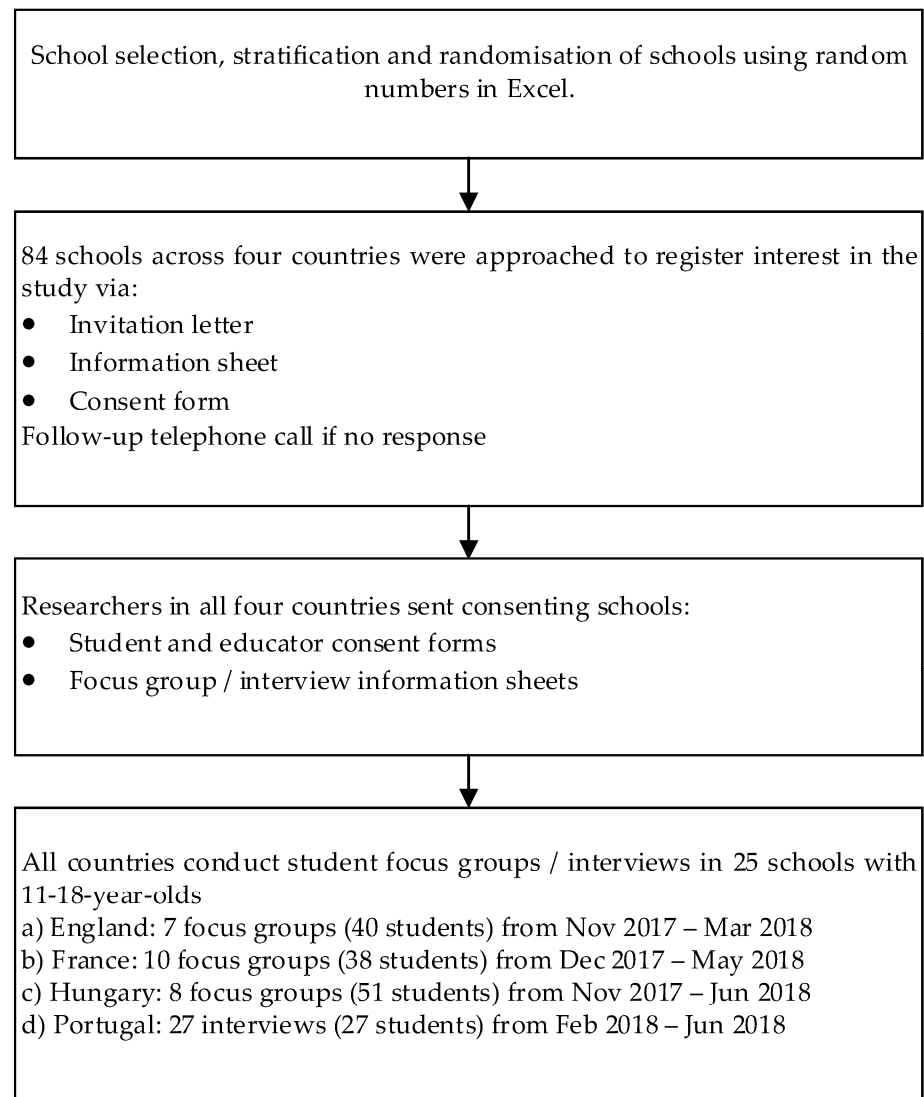 School selection, stratification and randomisation of schools using random
numbers in Excel.
84 schools across four countries were approached to register interest in the
study via:
• Invitation letter
• Information sheet
• Consent form
Follow-up telephone call if no response
Researchers in all four countries sent consenting schools:
• Student and educator consent forms
• Focus group / interview information sheets
All countries conduct student focus groups / interviews in 25 schools with
11-18-year-olds
a) England: 7 focus groups (40 students) from Nov 2017 – Mar 2018
b) France: 10 focus groups (38 students) from Dec 2017 – May 2018
c) Hungary: 8 focus groups (51 students) from Nov 2017 – Jun 2018
d) Portugal: 27 interviews (27 students) from Feb 2018 – Jun 2018